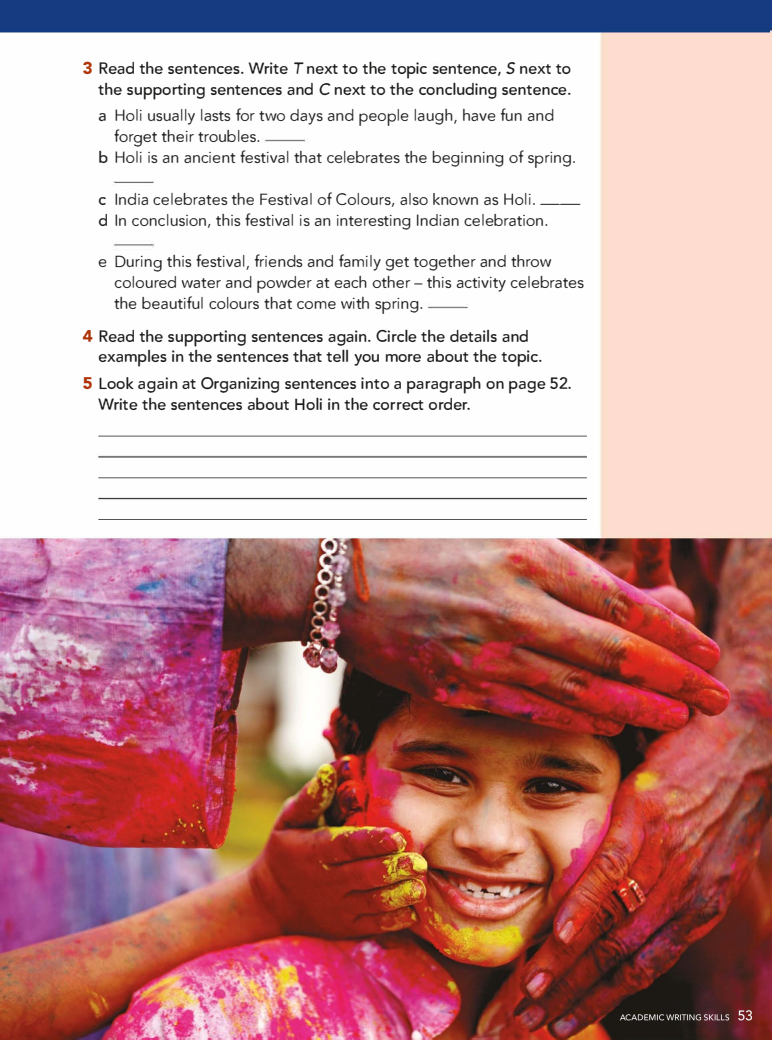 3 Read the sentences. Write T next to the topic sentence, S next to
the supporting sentences and C next to the concluding sentence.
a Holi usually lasts for two days and people laugh, have fun and
forget their troubles. _____
b Holi is an ancient festival that celebrates the beginning of spring.
_____
c India celebrates the Festival of Colours, also known as Holi. _____
d In conclusion, this festival is an interesting Indian celebration.
_____
e During this festival, friends and family get together and throw
coloured water and powder at each other – this activity celebrates
the beautiful colours that come with spring. _____
4 Read the supporting sentences again. Circle the details and
examples in the sentences that tell you more about the topic.
5 Look again at Organizing sentences into a paragraph on page 52.
Write the sentences about Holi in the correct order.
ACADEMIC WRITING SKILLS 53